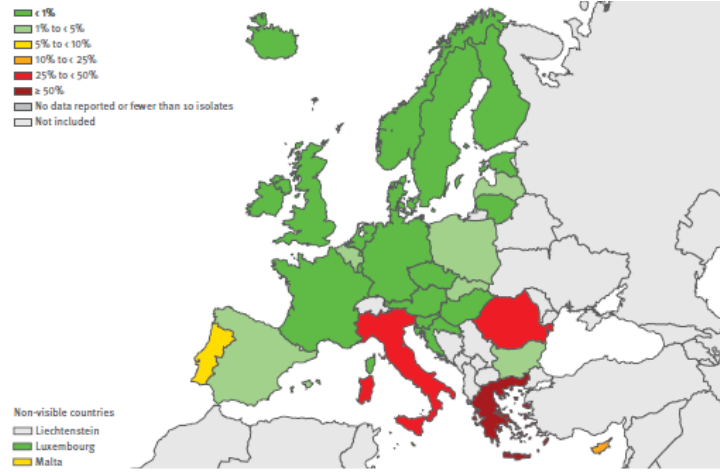 < 1%
1% to < 5%
5% to < 10%
10% to < 25%
25% to < 50%
≥ 50%
No data reported or fewer than 10 isolates
Not included
Non-visible countries
Liechtenstein
Luxembourg
Malta